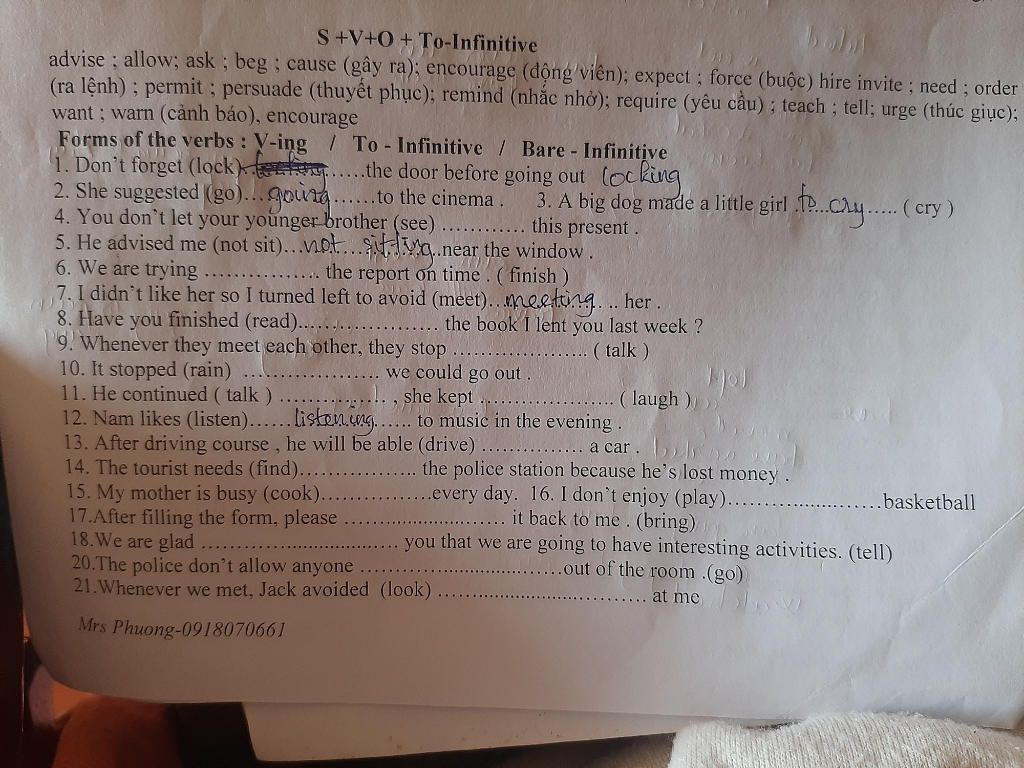 S +V+O + To-Infinitive
advise ; allow; ask ; beg ; cause (gây ra); encourage (động viên); expect ; force (buộc) hire invite ; need ; order
(ra lệnh) ; permit ; persuade (thuyết phục); remind (nhắc nhở); require (yêu cầu) ; teach ; tell; urge (thúc giục);
want ; warn (cảnh báo), encourage
Forms of the verbs : V-ing / To - Infinitive / Bare - Infinitive
1. Don't forget (lock)...........the door before going out locking
2. She suggested (go)...going.......to the cinema . 3. A big dog made a little girl .to...cry..... ( cry )
4. You don't let your younger brother (see) ............ this present .
5. He advised me (not sit)...not...sitting..near the window .
6. We are trying ................ the report on time . ( finish )
7. I didn't like her so I turned left to avoid (meet)...meeting.... her .
8. Have you finished (read)..................... the book I lent you last week ?
9. Whenever they meet each other, they stop .................... ( talk )
10. It stopped (rain) .................... we could go out .
11. He continued ( talk ) ................ , she kept .................... ( laugh )
12. Nam likes (listen)......listening...... to music in the evening .
13. After driving course , he will be able (drive) ............... a car .
14. The tourist needs (find)................. the police station because he's lost money .
15. My mother is busy (cook).................every day. 16. I don't enjoy (play).......................basketball
17.After filling the form, please ........................ it back to me . (bring)
18.We are glad .............................. you that we are going to have interesting activities. (tell)
20.The police don't allow anyone ..............................out of the room .(go)
21.Whenever we met, Jack avoided (look) ................................ at me
Mrs Phuong-0918070661